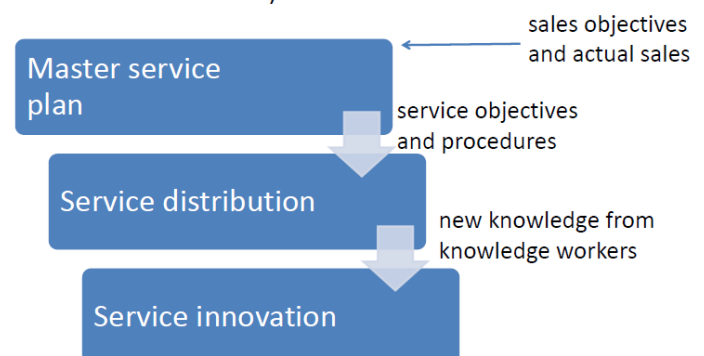 sales objectives
and actual sales
Master service
plan
service objectives
and procedures
Service distribution
new knowledge from
knowledge workers
Service innovation